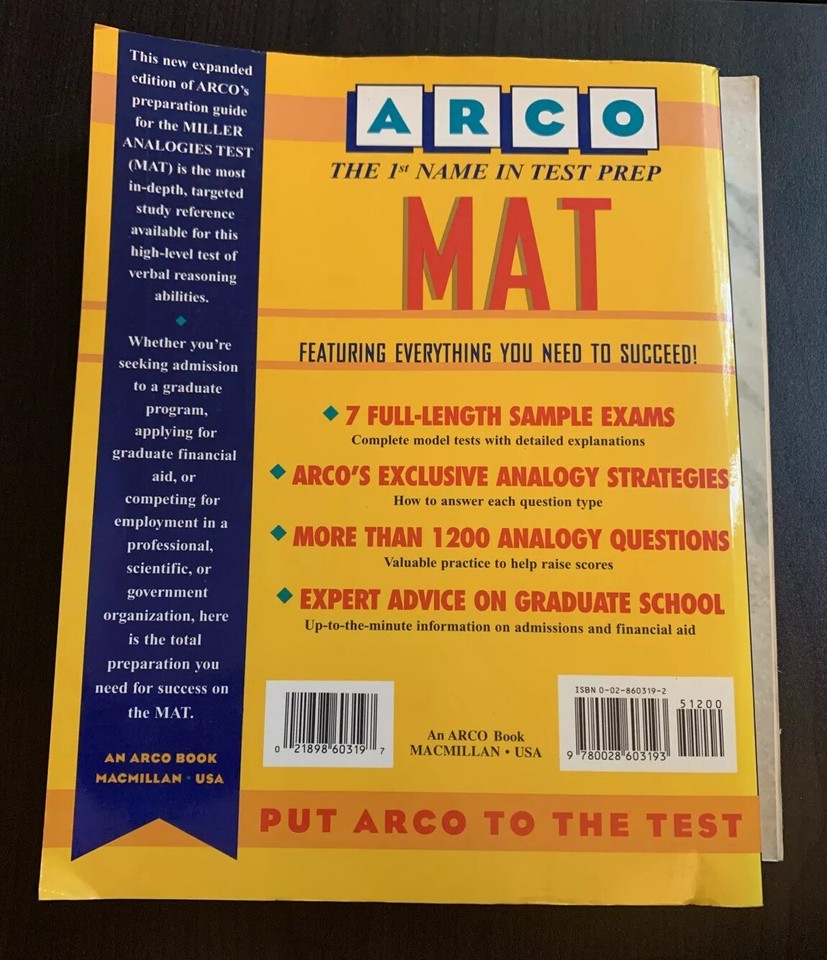 This new expanded
edition of ARCO's
preparation guide
for the MILLER
ANALOGIES TEST
(MAT) is the most
in-depth, targeted
study reference
available for this
high-level test of
verbal reasoning
abilities.
Whether you're
seeking admission
to a graduate
program,
applying for
graduate financial
aid, or
competing for
employment in a
professional,
scientific, or
government
organization, here
is the total
preparation you
need for success on
the MAT.
AN ARCO BOOK
MACMILLAN • USA
ARCO
THE 1st NAME IN TEST PREP
MAT
FEATURING EVERYTHING YOU NEED TO SUCCEED!
◆ 7 FULL-LENGTH SAMPLE EXAMS
Complete model tests with detailed explanations
◆ ARCO'S EXCLUSIVE ANALOGY STRATEGIES
How to answer each question type
◆ MORE THAN 1200 ANALOGY QUESTIONS
Valuable practice to help raise scores
◆ EXPERT ADVICE ON GRADUATE SCHOOL
Up-to-the-minute information on admissions and financial aid
0 21898 60319 7
An ARCO Book
MACMILLAN • USA
ISBN 0-02-860319-2
51200
9 780028 603193
PUT ARCO TO THE TEST